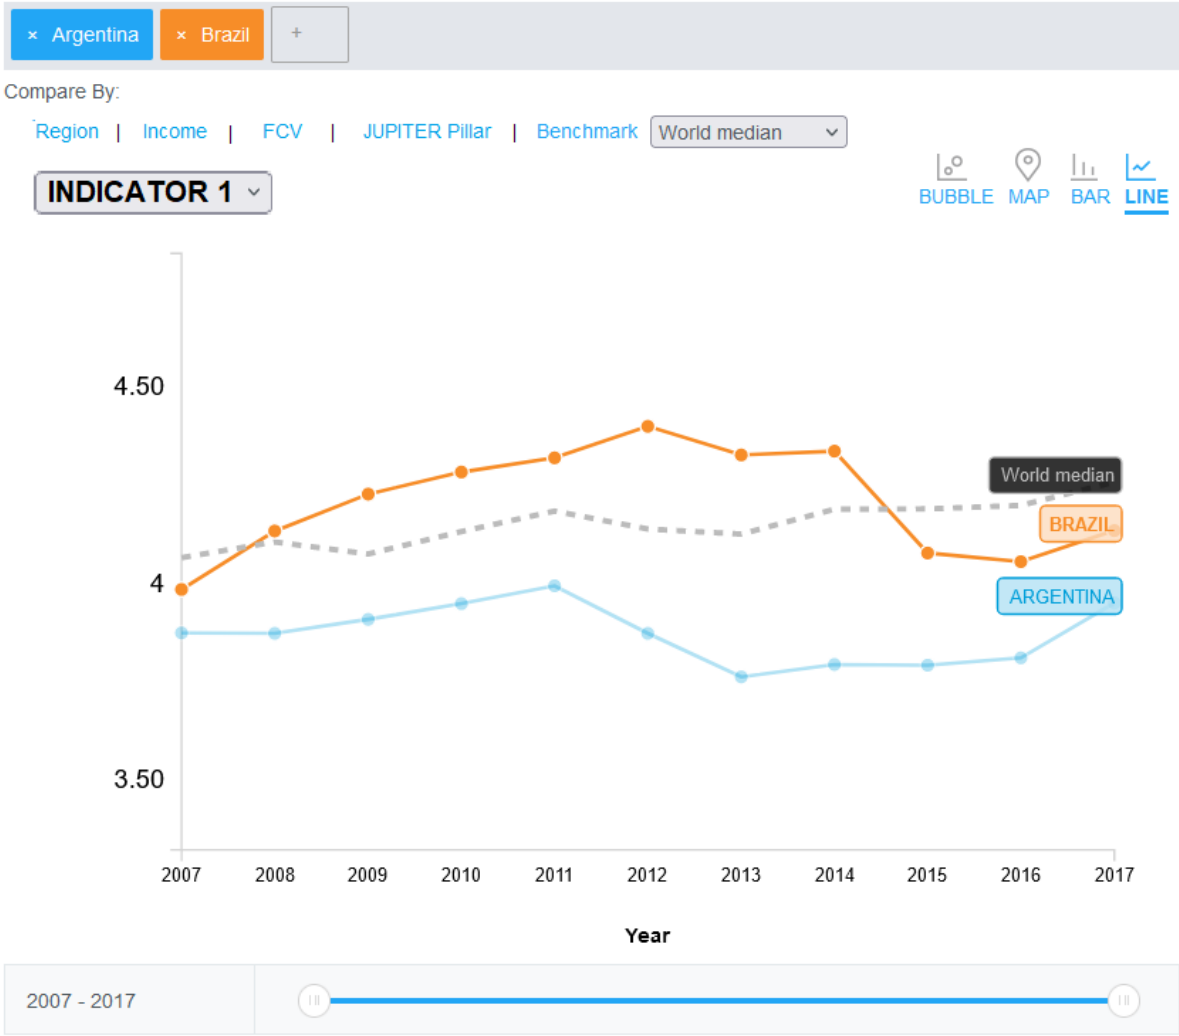 × Argentina × Brazil +
Compare By:
Region | Income | FCV | JUPITER Pillar | Benchmark World median
BUBBLE MAP BAR LINE
INDICATOR 1
4.50
World median
BRAZIL
4
ARGENTINA
3.50
2007 2008 2009 2010 2011 2012 2013 2014 2015 2016 2017
Year
2007 - 2017